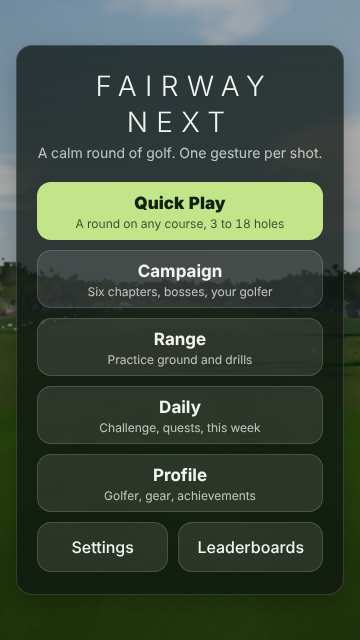 FAIRWAY
NEXT
A calm round of golf. One gesture per shot.
Quick Play
A round on any course, 3 to 18 holes
Campaign
Six chapters, bosses, your golfer
Range
Practice ground and drills
Daily
Challenge, quests, this week
Profile
Golfer, gear, achievements
Settings
Leaderboards